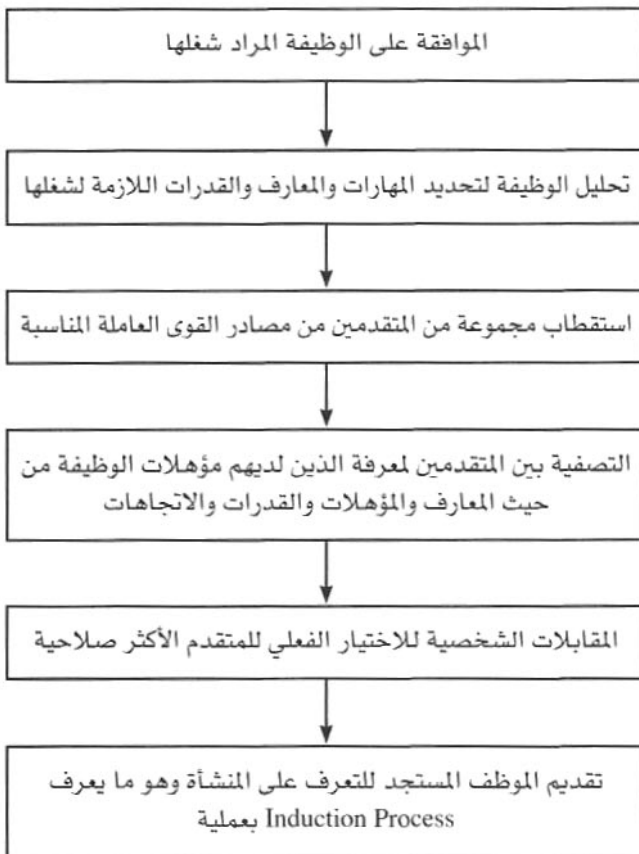 الموافقة على الوظيفة المراد شغلها
تحليل الوظيفة لتحديد المهارات والمعارف والقدرات اللازمة لشغلها
استقطاب مجموعة من المتقدمين من مصادر القوى العاملة المناسبة
التصفية بين المتقدمين لمعرفة الذين لديهم مؤهلات الوظيفة من
حيث المعارف والمؤهلات والقدرات والاتجاهات
المقابلات الشخصية للاختيار الفعلي للمتقدم الأكثر صلاحية
تقديم الموظف المستجد للتعرف على المنشأة وهو ما يعرف
بعملية Induction Process